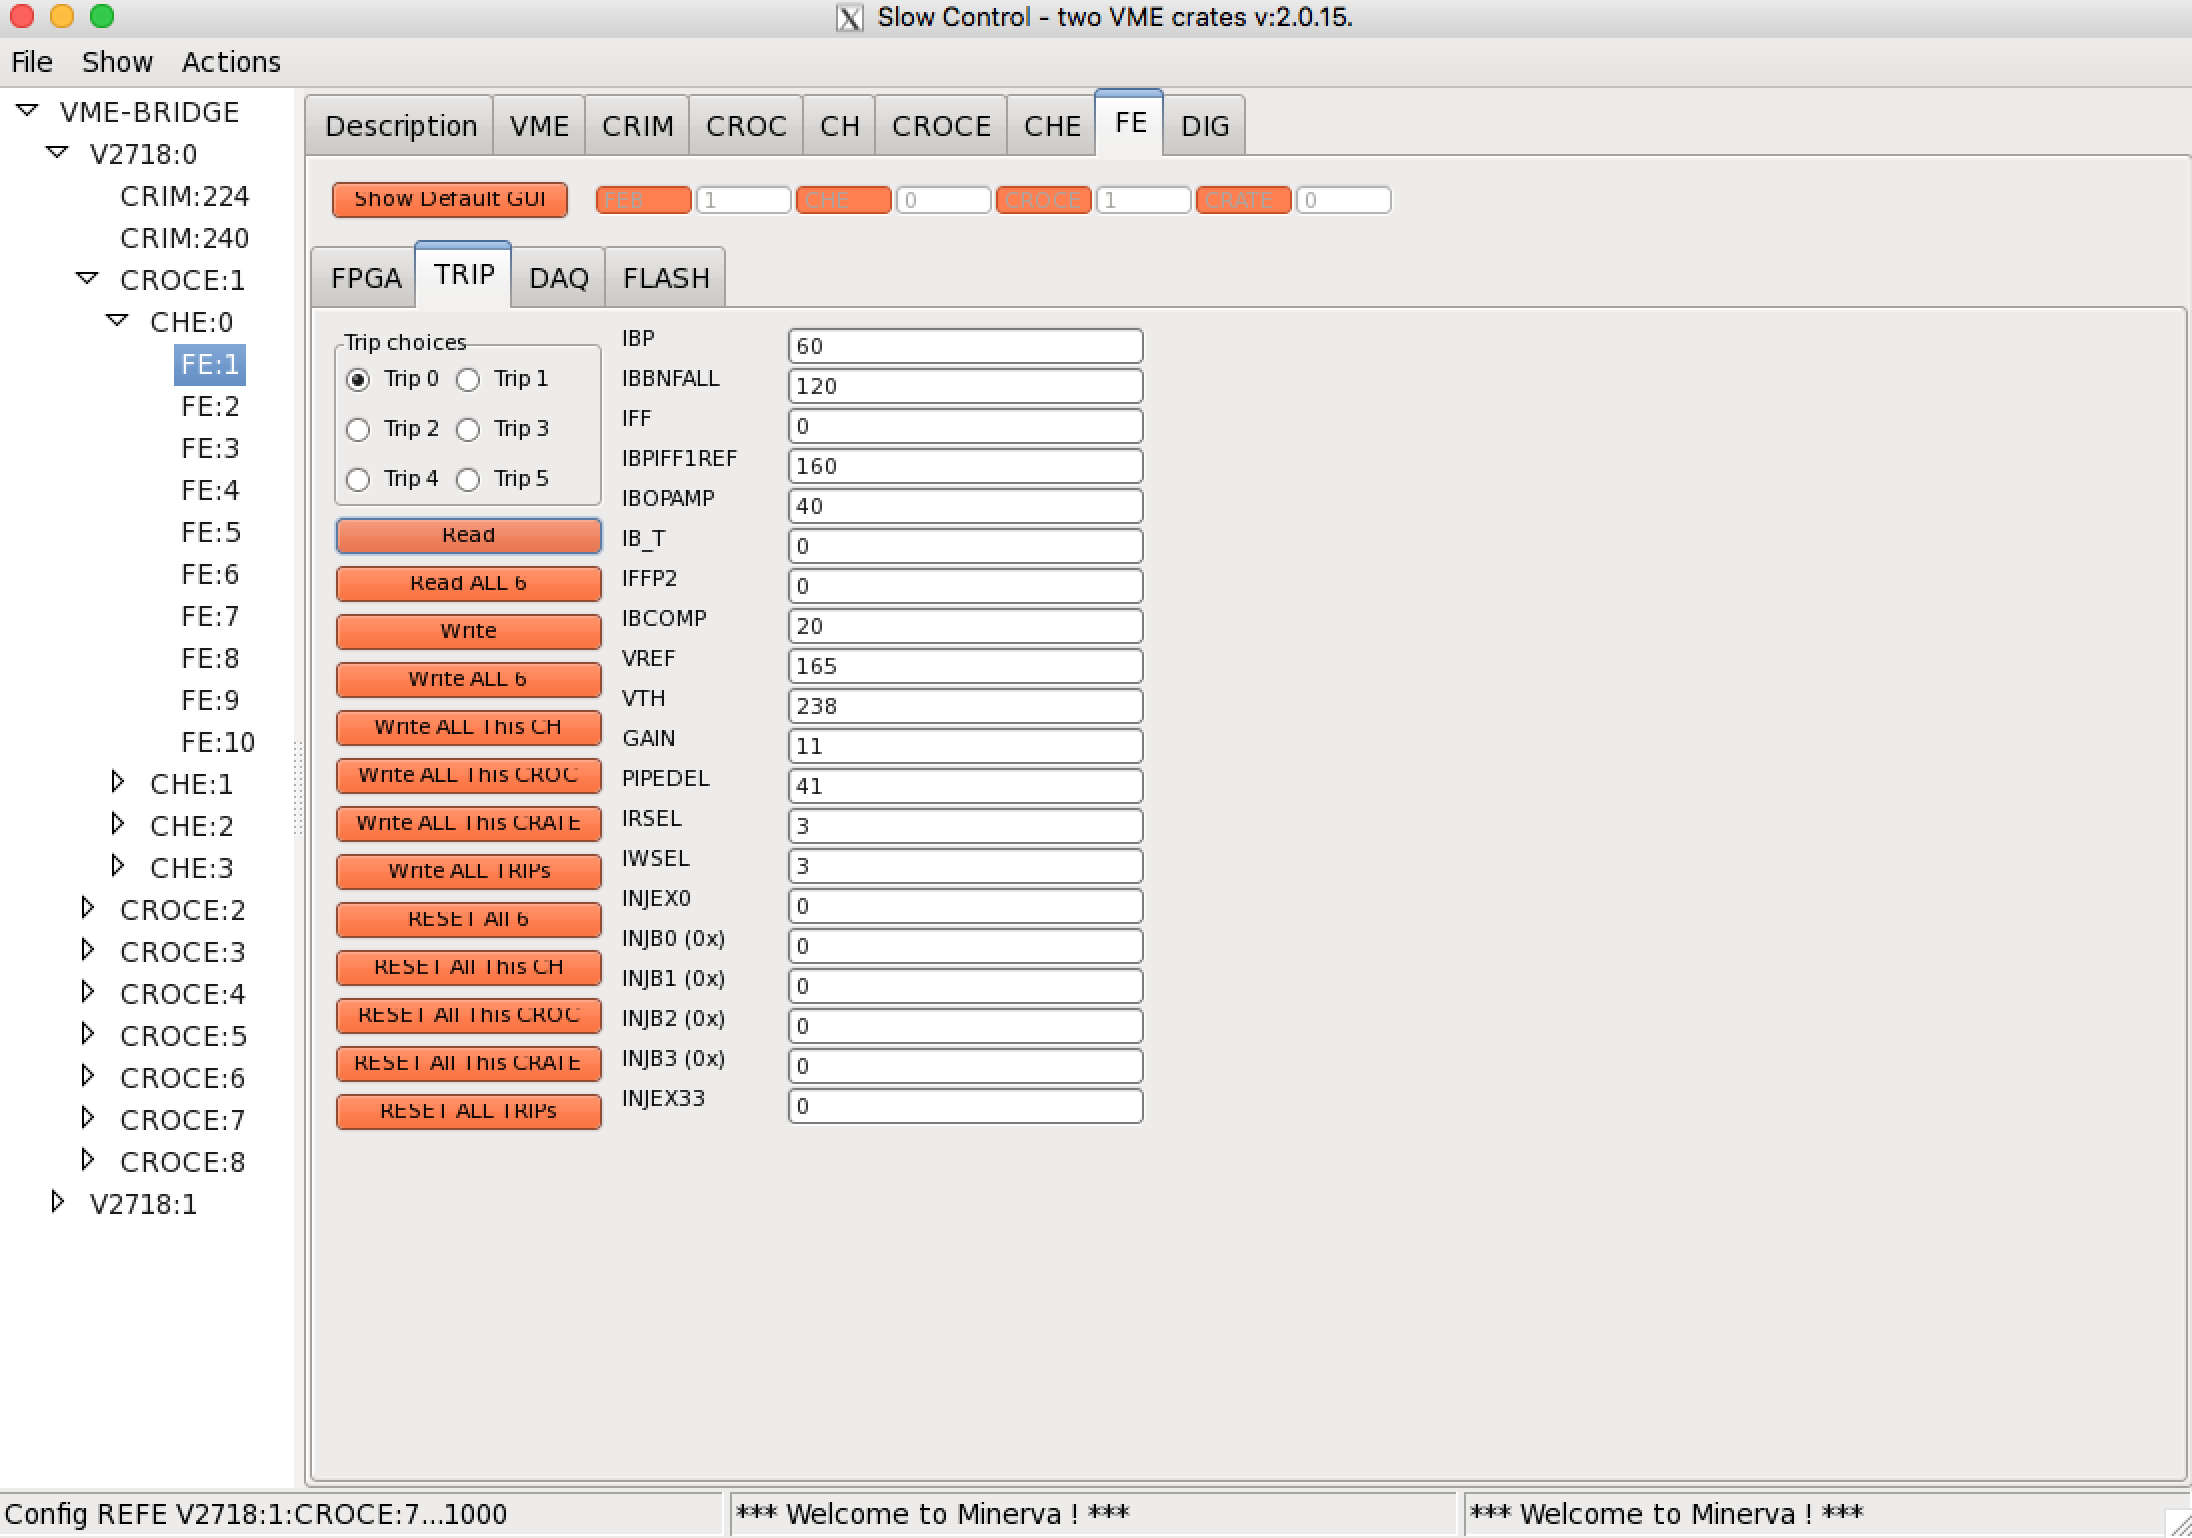 Slow Control - two VME crates v:2.0.15.
File Show Actions
VME-BRIDGE
V2718:0
CRIM:224
CRIM:240
CROCE:1
CHE:0
FE:1
FE:2
FE:3
FE:4
FE:5
FE:6
FE:7
FE:8
FE:9
FE:10
CHE:1
CHE:2
CHE:3
CROCE:2
CROCE:3
CROCE:4
CROCE:5
CROCE:6
CROCE:7
CROCE:8
V2718:1
Description VME CRIM CROC CH CROCE CHE FE DIG
Show Default GUI FEB 1 CHE 0 CROCE 1 CRATE 0
FPGA TRIP DAQ FLASH
Trip choices
Trip 0 Trip 1
Trip 2 Trip 3
Trip 4 Trip 5
Read
Read ALL 6
Write
Write ALL 6
Write ALL This CH
Write ALL This CROC
Write ALL This CRATE
Write ALL TRIPs
RESET All 6
RESET All This CH
RESET All This CROC
RESET All This CRATE
RESET ALL TRIPs
IBP 60
IBBNFALL 120
IFF 0
IBPIFF1REF 160
IBOPAMP 40
IB_T 0
IFFP2 0
IBCOMP 20
VREF 165
VTH 238
GAIN 11
PIPEDEL 41
IRSEL 3
IWSEL 3
INJEX0 0
INJB0 (0x) 0
INJB1 (0x) 0
INJB2 (0x) 0
INJB3 (0x) 0
INJEX33 0
Config REFE V2718:1:CROCE:7...1000
*** Welcome to Minerva ! ***
*** Welcome to Minerva ! ***